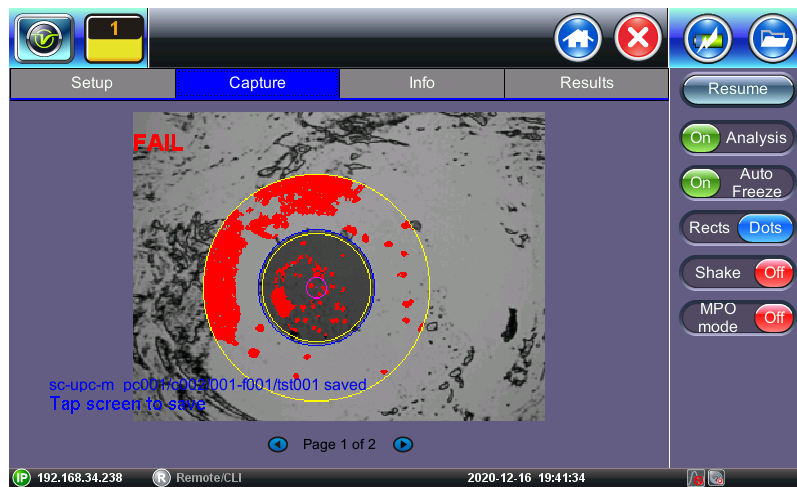 1
Setup
Capture
Info
Results
FAIL
sc-upc-m pc001/c002/001-f001/tst001 saved
Tap screen to save
Page 1 of 2
Resume
On Analysis
On Auto
Freeze
Rects Dots
Shake Off
MPO
mode Off
IP 192.168.34.238
R Remote/CLI
2020-12-16 19:41:34